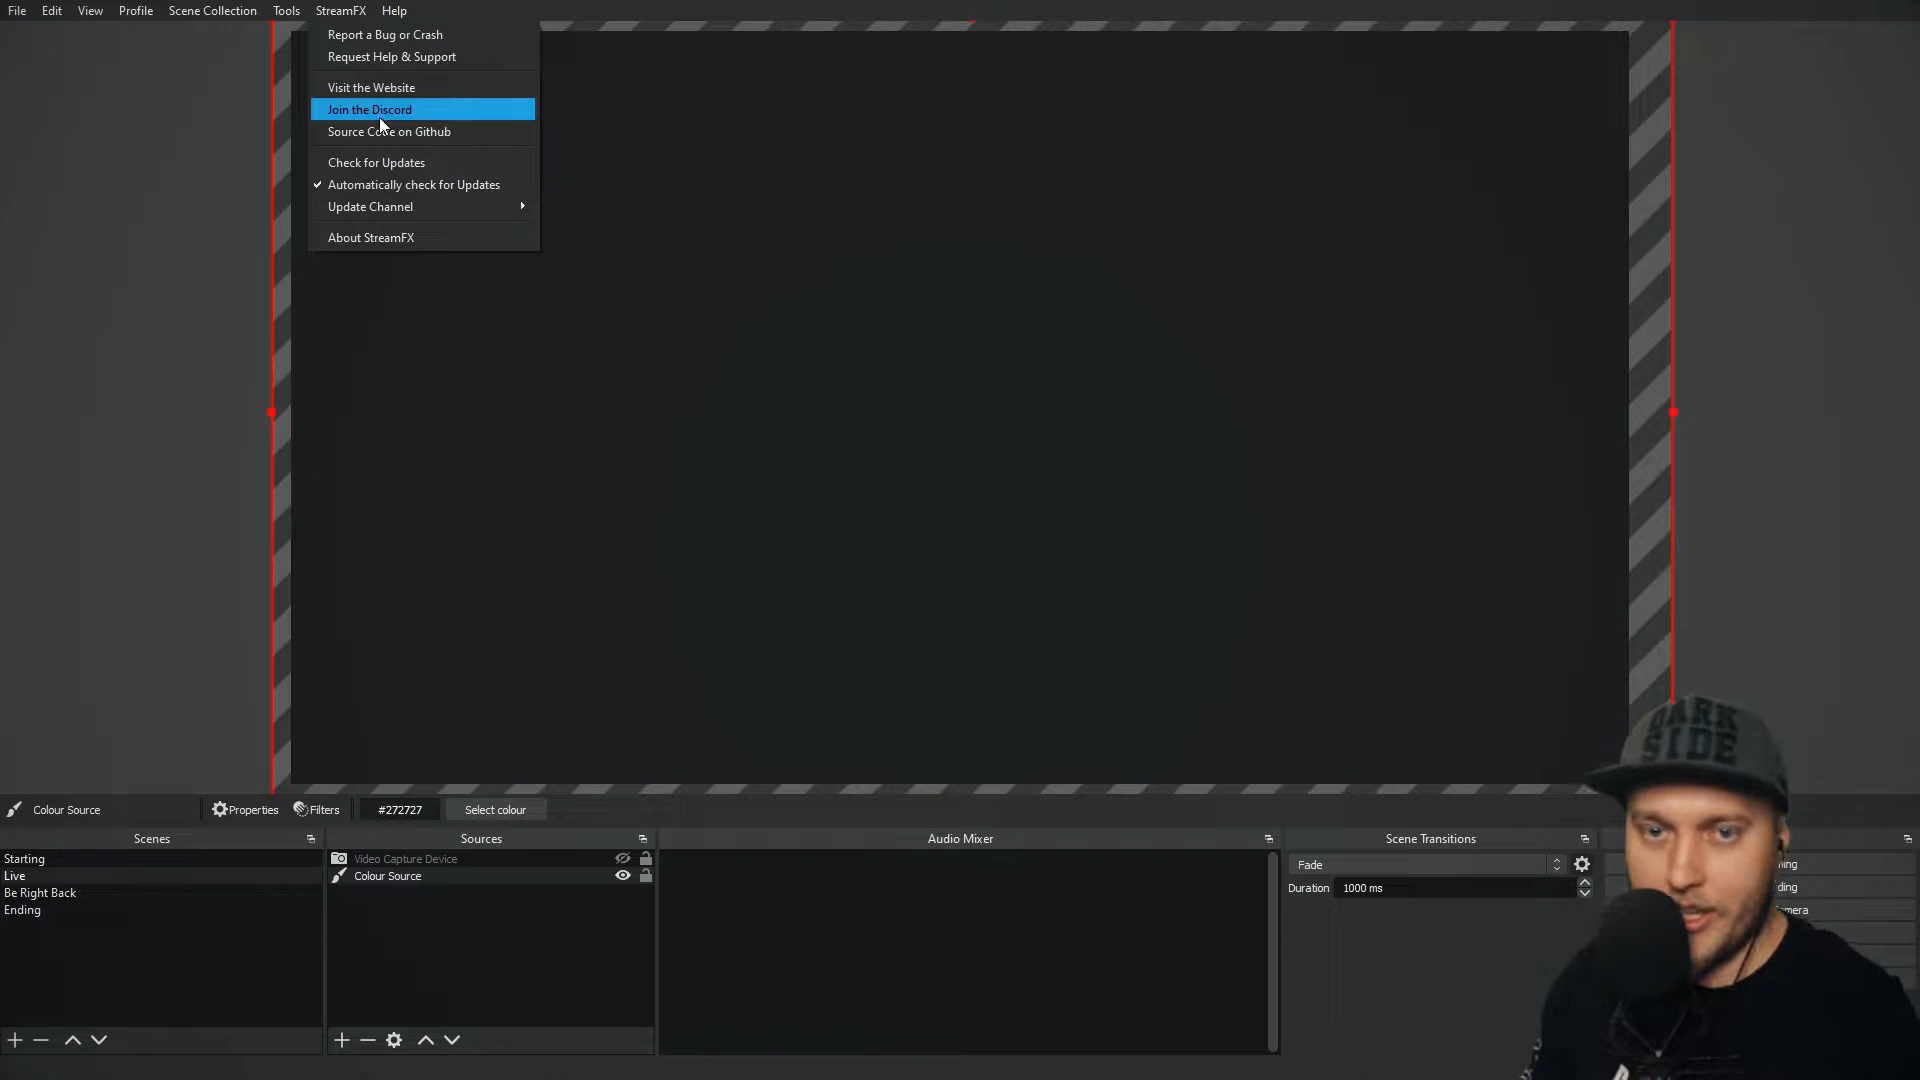 File Edit View Profile Scene Collection Tools StreamFX Help
Report a Bug or Crash
Request Help & Support
Visit the Website
Join the Discord
Source Code on Github
Check for Updates
Automatically check for Updates
Update Channel
About StreamFX
DARK
SIDE
Colour Source Properties Filters #272727 Select colour
Scenes Sources Audio Mixer Scene Transitions
Starting
Live
Be Right Back
Ending
Video Capture Device
Colour Source
Fade
Duration 1000 ms